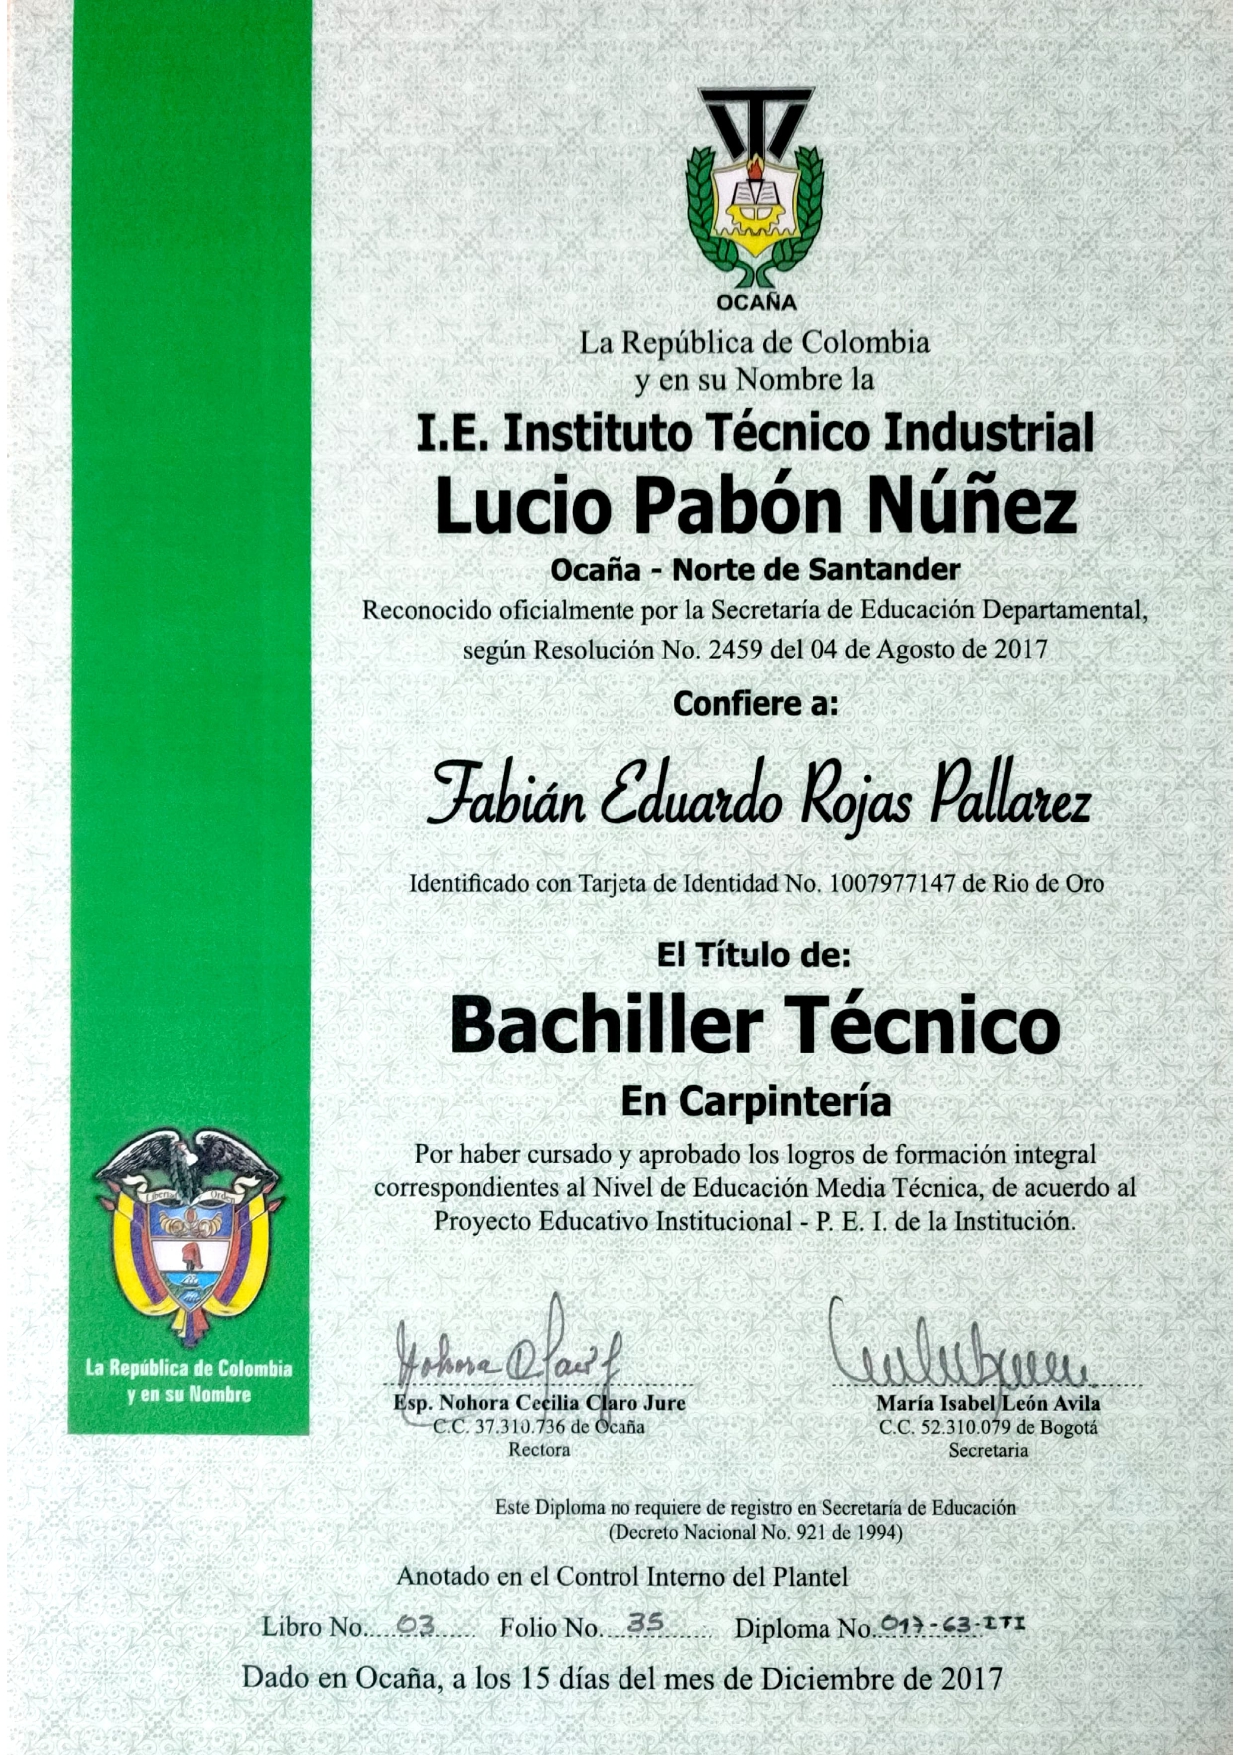 OCAÑA
La República de Colombia
y en su Nombre la
I.E. Instituto Técnico Industrial
Lucio Pabón Núñez
Ocaña - Norte de Santander
Reconocido oficialmente por la Secretaría de Educación Departamental,
según Resolución No. 2459 del 04 de Agosto de 2017
Confiere a:
Fabián Eduardo Rojas Pallarez
Identificado con Tarjeta de Identidad No. 1007977147 de Rio de Oro
El Título de:
Bachiller Técnico
En Carpintería
Por haber cursado y aprobado los logros de formación integral
correspondientes al Nivel de Educación Media Técnica, de acuerdo al
Proyecto Educativo Institucional - P. E. I. de la Institución.
Libertad y Orden
La República de Colombia
y en su Nombre
Esp. Nohora Cecilia Claro Jure
C.C. 37.310.736 de Ocaña
Rectora
María Isabel León Avila
C.C. 52.310.079 de Bogotá
Secretaria
Este Diploma no requiere de registro en Secretaría de Educación
(Decreto Nacional No. 921 de 1994)
Anotado en el Control Interno del Plantel
Libro No. 03 Folio No. 35 Diploma No. 017-63-ITI
Dado en Ocaña, a los 15 días del mes de Diciembre de 2017